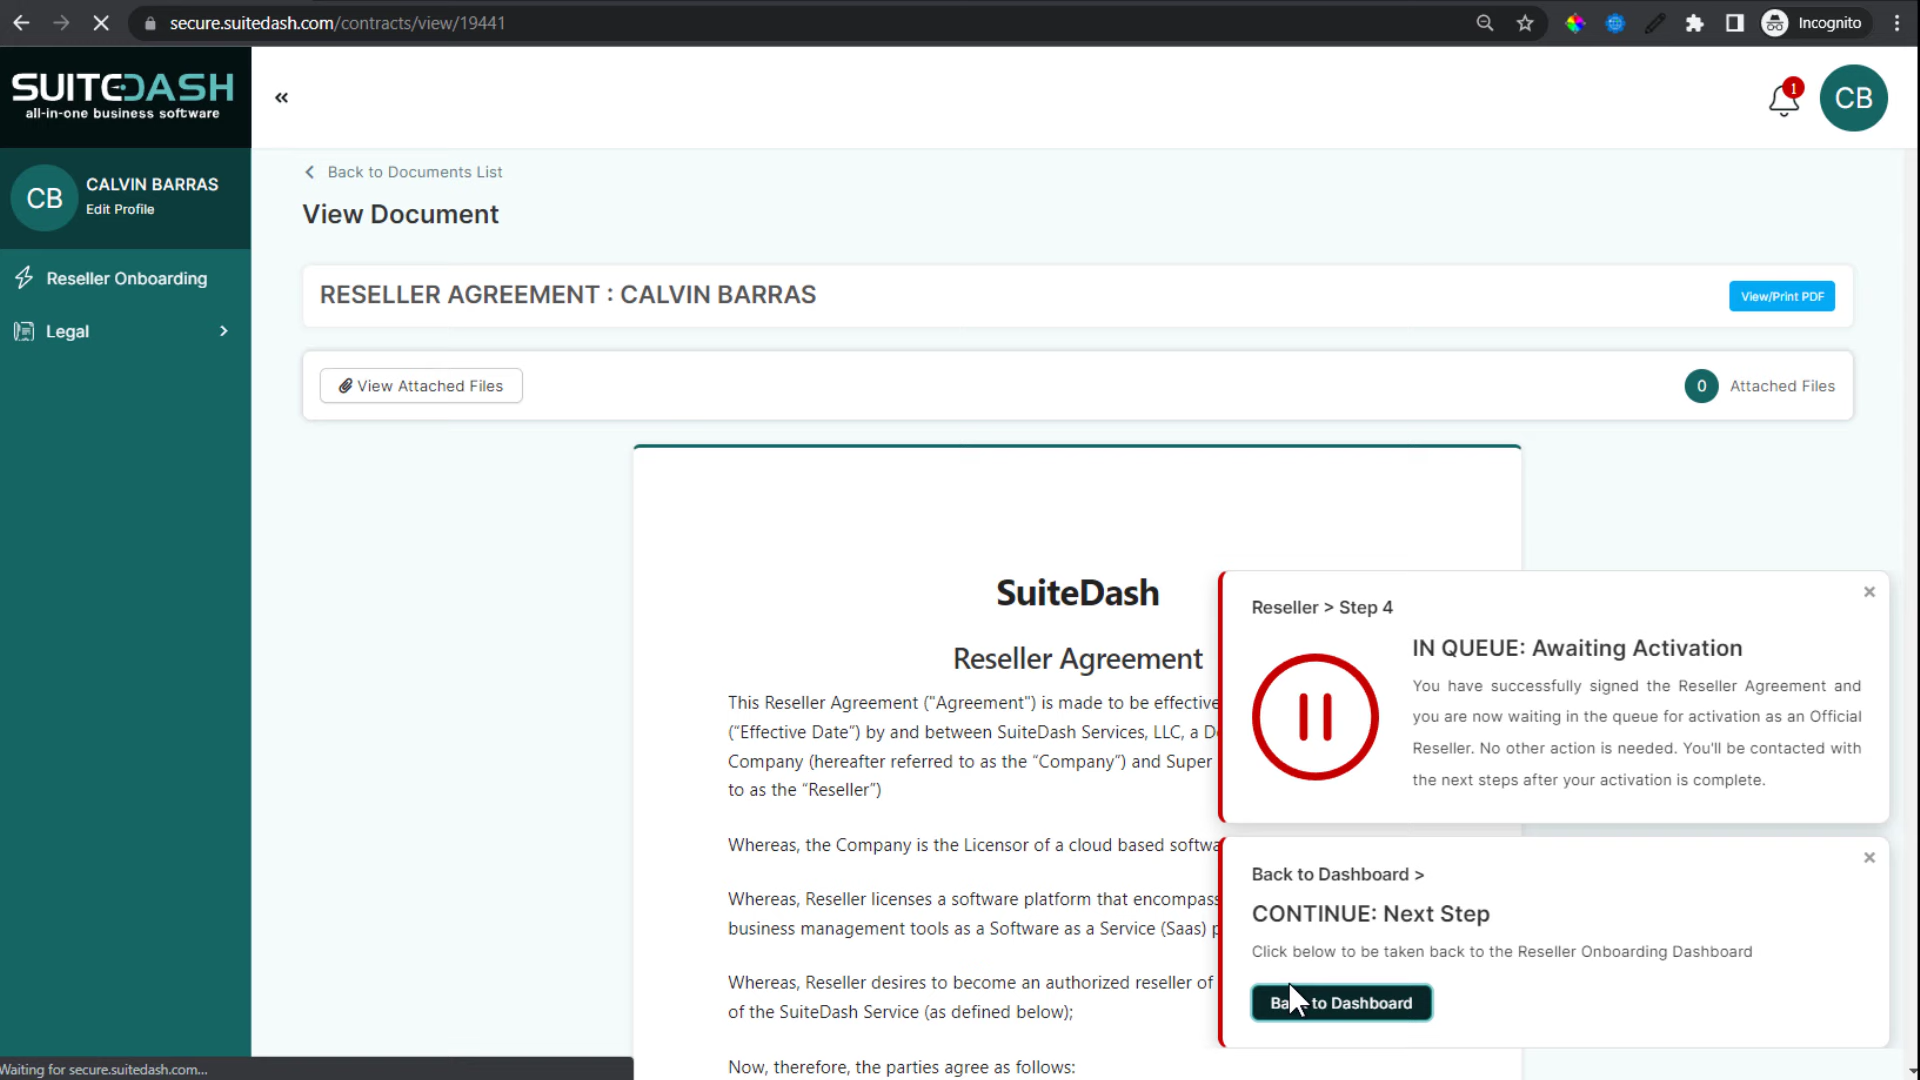 secure.suitedash.com/contracts/view/19441
Incognito
SUITEDASH
all-in-one business software
«
1
CB
CB
CALVIN BARRAS
Edit Profile
Reseller Onboarding
Legal
Back to Documents List
View Document
RESELLER AGREEMENT : CALVIN BARRAS
View/Print PDF
View Attached Files
0
Attached Files
SuiteDash
Reseller Agreement
This Reseller Agreement ("Agreement") is made to be effective
(“Effective Date”) by and between SuiteDash Services, LLC, a
Company (hereafter referred to as the “Company”) and Super
to as the “Reseller”)
Whereas, the Company is the Licensor of a cloud based
Whereas, Reseller licenses a software platform that
business management tools as a Software as a Service (Saas)
Whereas, Reseller desires to become an authorized reseller of
of the SuiteDash Service (as defined below);
Now, therefore, the parties agree as follows:
Reseller > Step 4
IN QUEUE: Awaiting Activation
You have successfully signed the Reseller Agreement and
you are now waiting in the queue for activation as an Official
Reseller. No other action is needed. You'll be contacted with
the next steps after your activation is complete.
Back to Dashboard >
CONTINUE: Next Step
Click below to be taken back to the Reseller Onboarding Dashboard
Back to Dashboard
Waiting for secure.suitedash.com...